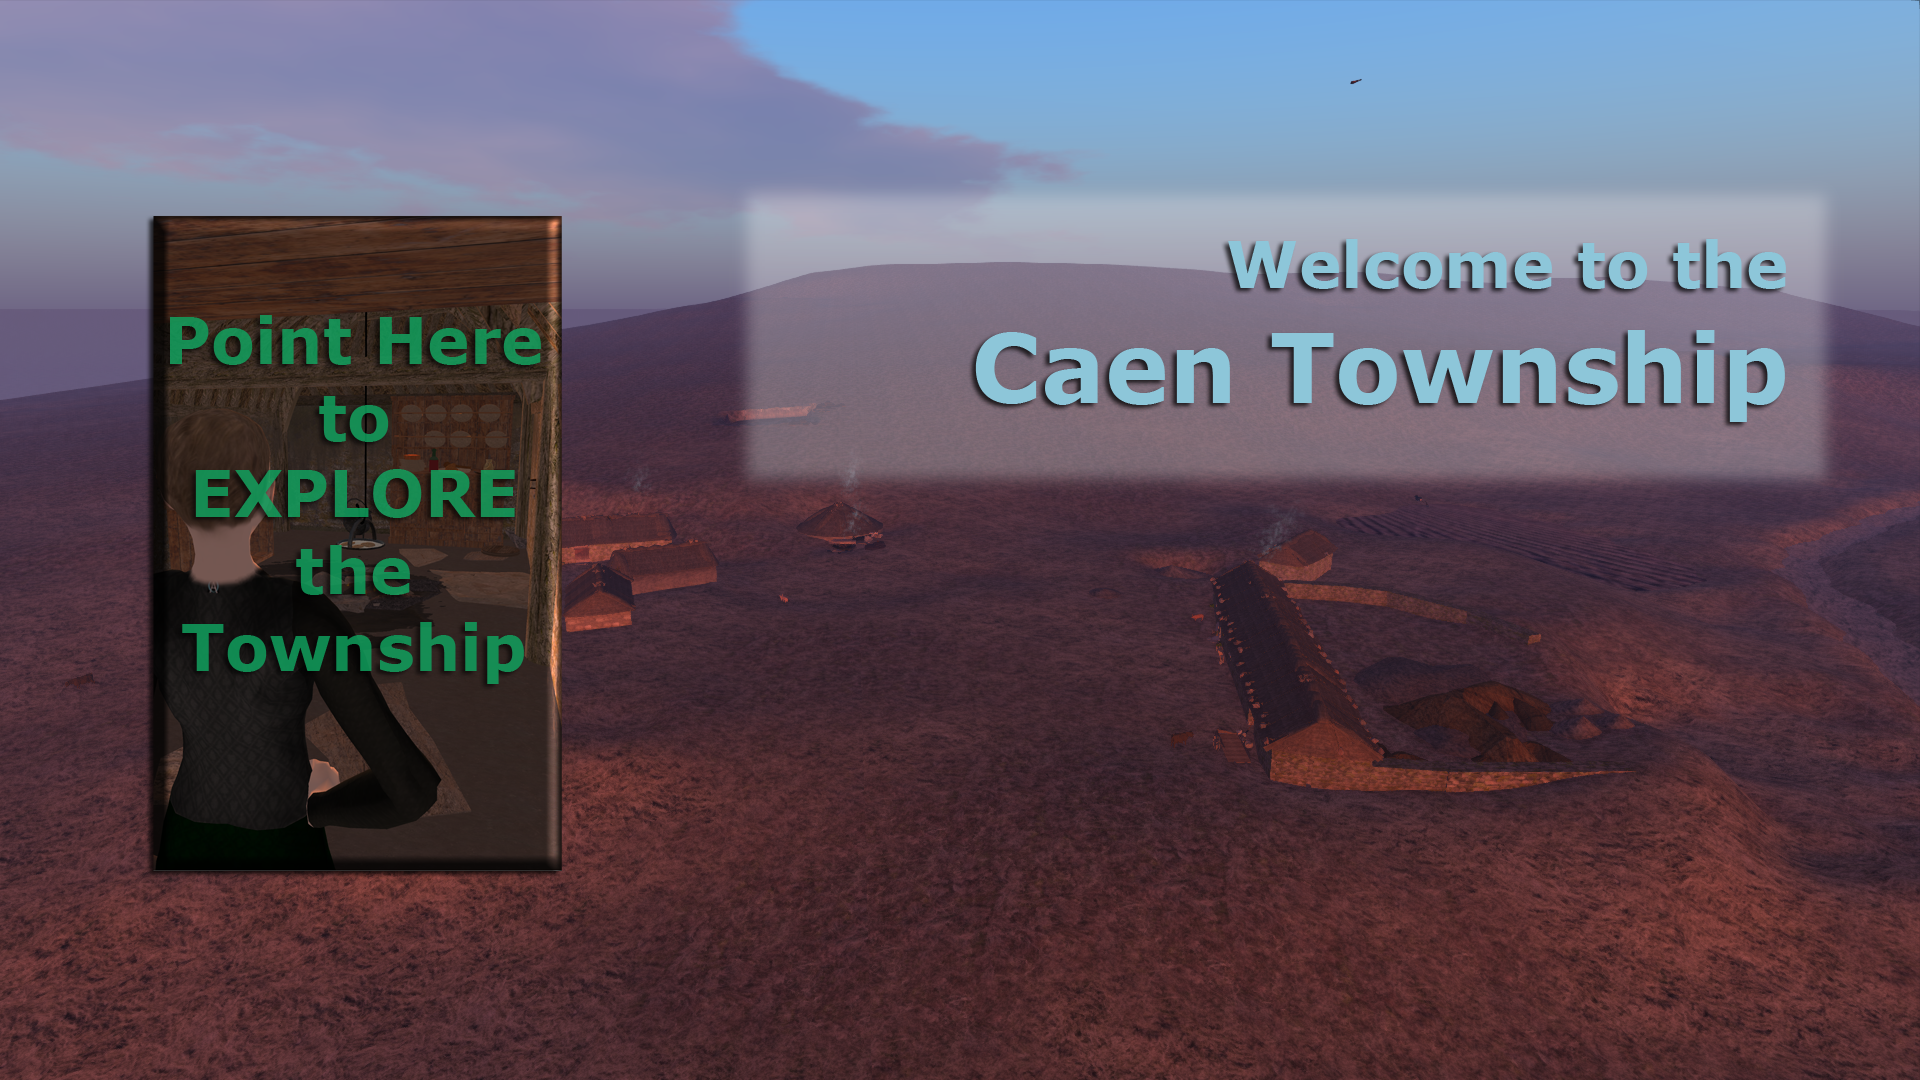 Point Here
to
EXPLORE
the
Township
Welcome to the
Caen Township